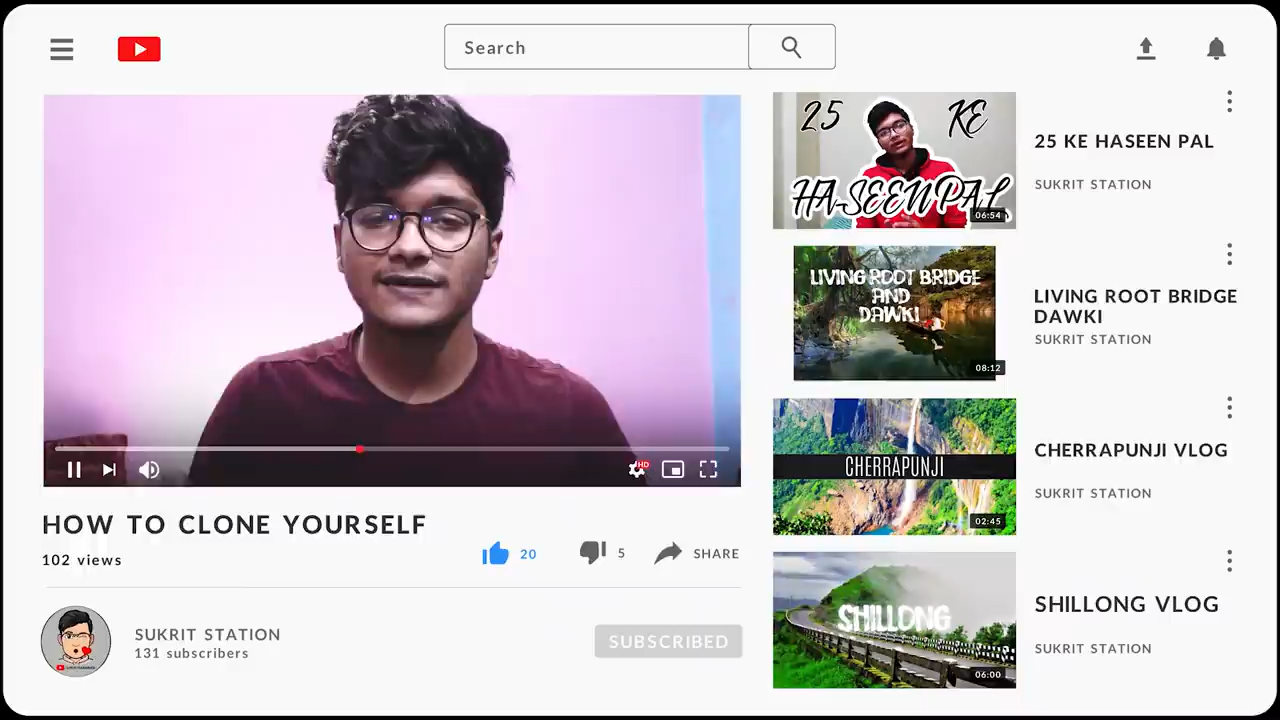 Search
HD
HOW TO CLONE YOURSELF
102 views
20
5
SHARE
SUKRIT STATION
131 subscribers
SUBSCRIBED
25 KE
HASEEN PAL
06:54
25 KE HASEEN PAL
SUKRIT STATION
LIVING ROOT BRIDGE
AND
DAWKI
08:12
LIVING ROOT BRIDGE
DAWKI
SUKRIT STATION
CHERRAPUNJI
02:45
CHERRAPUNJI VLOG
SUKRIT STATION
SHILLONG
06:00
SHILLONG VLOG
SUKRIT STATION